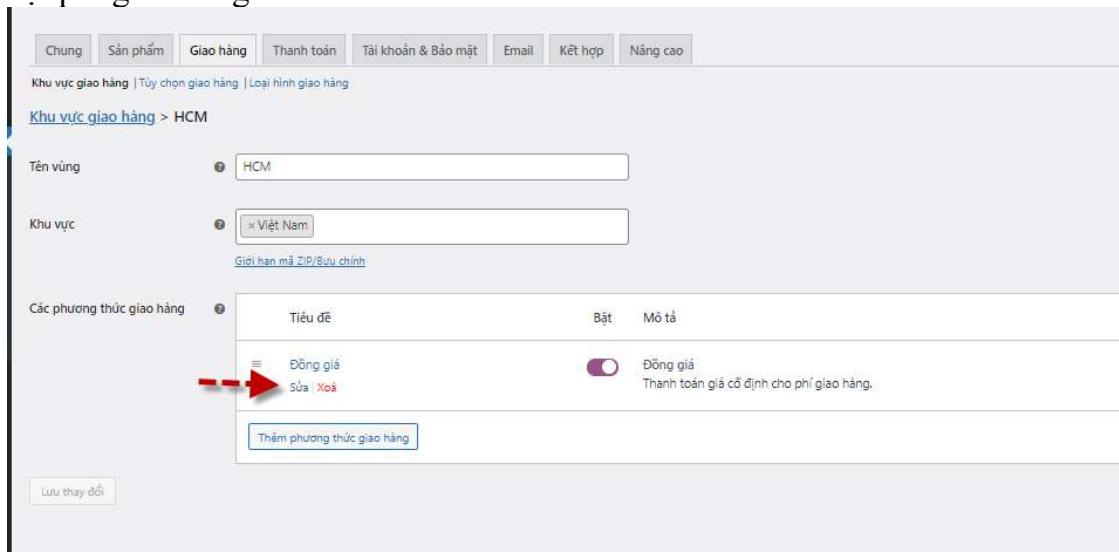 Chung Sản phẩm Giao hàng Thanh toán Tài khoản & Bảo mật Email Kết hợp Nâng cao
Khu vực giao hàng | Tùy chọn giao hàng | Loại hình giao hàng
Khu vực giao hàng > HCM
Tên vùng HCM
Khu vực × Việt Nam
Giới hạn mã ZIP/Bưu chính
Các phương thức giao hàng Tiêu đề Bật Mô tả
Đồng giá Đồng giá
Sửa | Xoá Thanh toán giá cố định cho phí giao hàng.
Thêm phương thức giao hàng
Lưu thay đổi